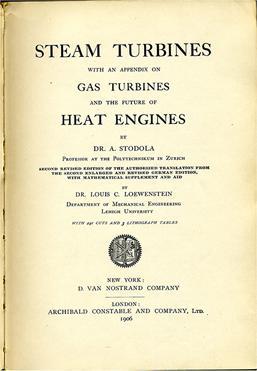 STEAM TURBINES
WITH AN APPENDIX ON
GAS TURBINES
AND THE FUTURE OF
HEAT ENGINES
BY
DR. A. STODOLA
PROFESSOR AT THE POLYTECHNIKUM IN ZURICH
SECOND REVISED EDITION OF THE AUTHORIZED TRANSLATION FROM
THE SECOND ENLARGED AND REVISED GERMAN EDITION,
WITH MATHEMATICAL SUPPLEMENT AND AID
BY
DR. LOUIS C. LOEWENSTEIN
DEPARTMENT OF MECHANICAL ENGINEERING
LEHIGH UNIVERSITY
WITH 241 CUTS AND 3 LITHOGRAPH TABLES
NEW YORK:
D. VAN NOSTRAND COMPANY
LONDON:
ARCHIBALD CONSTABLE AND COMPANY, LTD.
1906